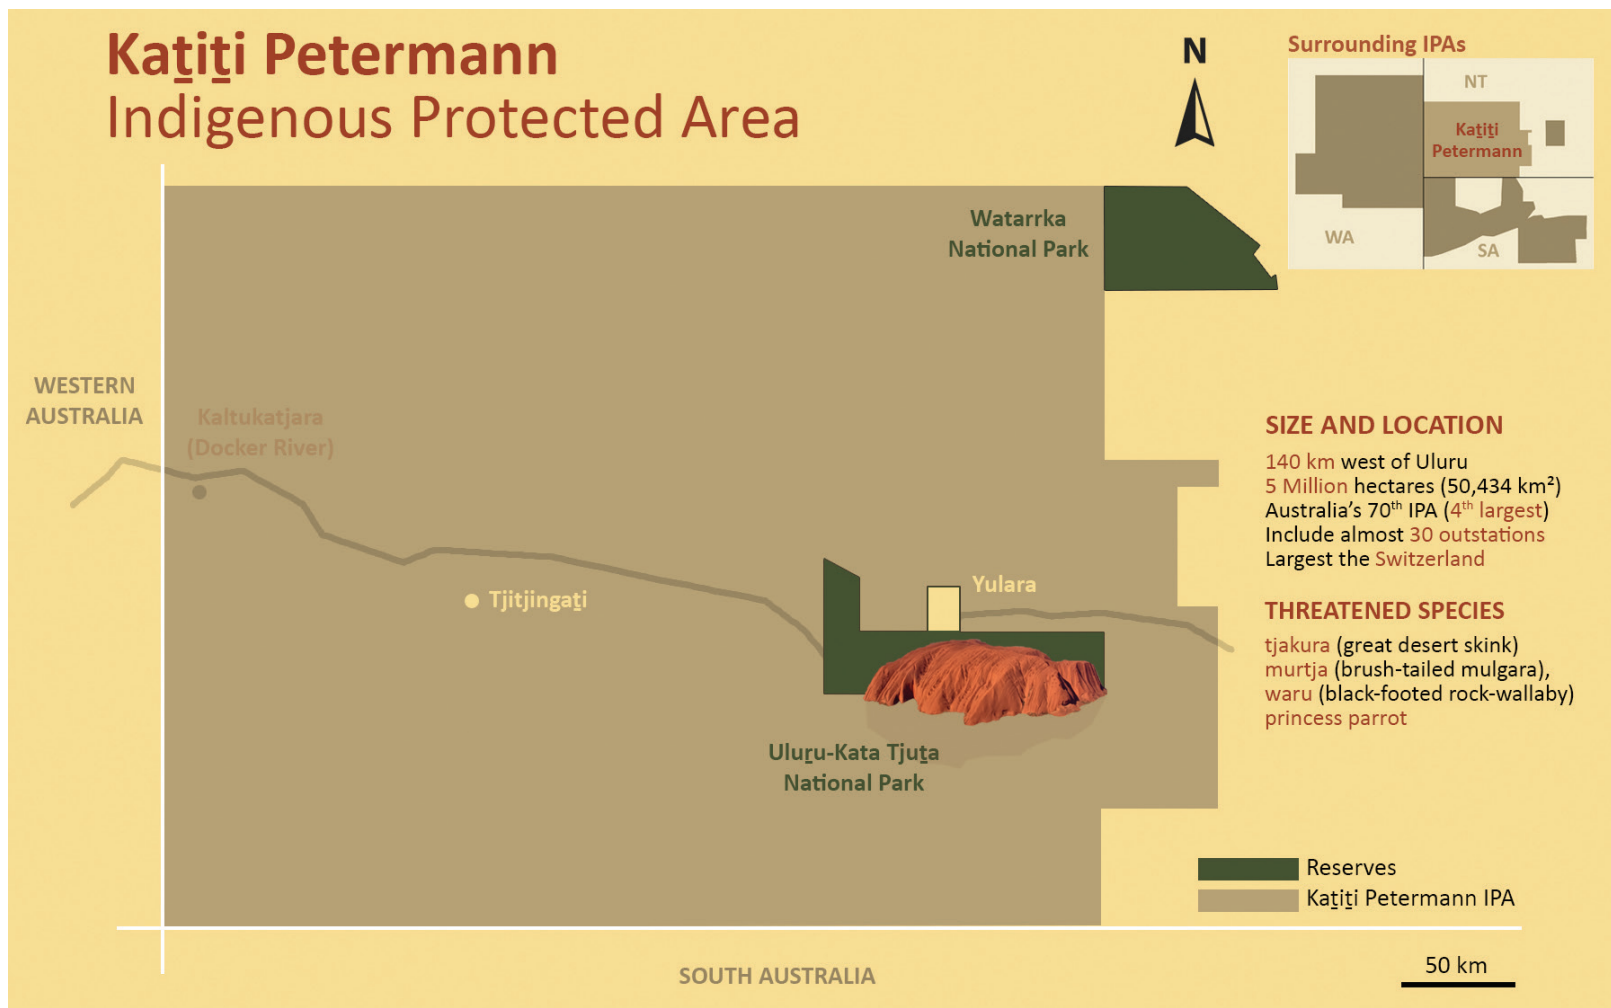 Kaṯiṯi Petermann
Indigenous Protected Area
N
Surrounding IPAs
NT
Kaṯiṯi
Petermann
WA
SA
Watarrka
National Park
WESTERN
AUSTRALIA
Kaltukatjara
(Docker River)
SIZE AND LOCATION
140 km west of Uluru
5 Million hectares (50,434 km²)
Australia's 70th IPA (4th largest)
Include almost 30 outstations
Largest the Switzerland
Tjitjingaṯi
Yulara
THREATENED SPECIES
tjakura (great desert skink)
murtja (brush-tailed mulgara),
waru (black-footed rock-wallaby)
princess parrot
Uluṟu-Kata Tjuṯa
National Park
Reserves
Kaṯiṯi Petermann IPA
SOUTH AUSTRALIA
50 km